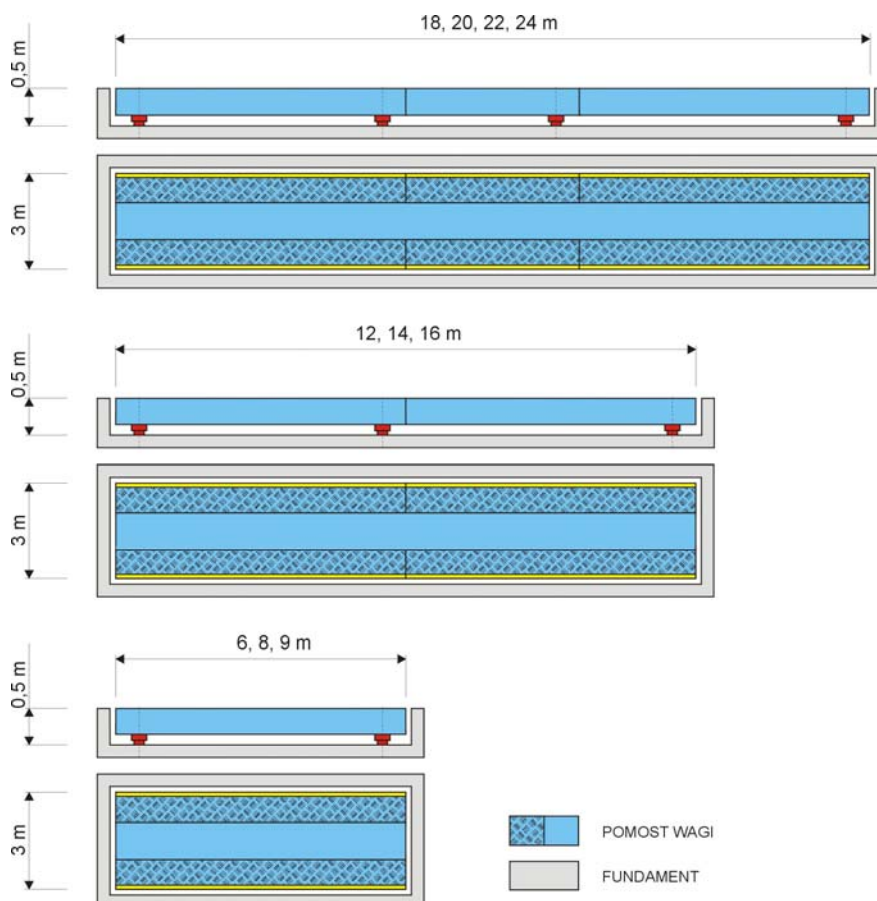 18, 20, 22, 24 m
0,5 m
3 m
12, 14, 16 m
0,5 m
3 m
6, 8, 9 m
0,5 m
3 m
POMOST WAGI
FUNDAMENT